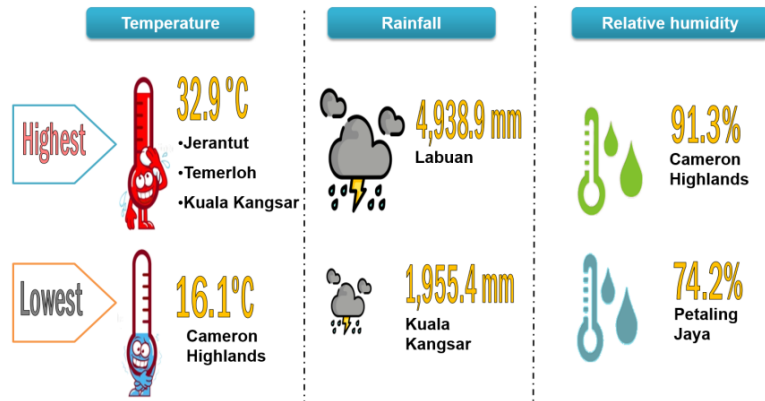 Temperature
Rainfall
Relative humidity
Highest
32.9 °C
•Jerantut
•Temerloh
•Kuala Kangsar
4,938.9 mm
Labuan
91.3%
Cameron
Highlands
Lowest
16.1°C
Cameron
Highlands
1,955.4 mm
Kuala
Kangsar
74.2%
Petaling
Jaya